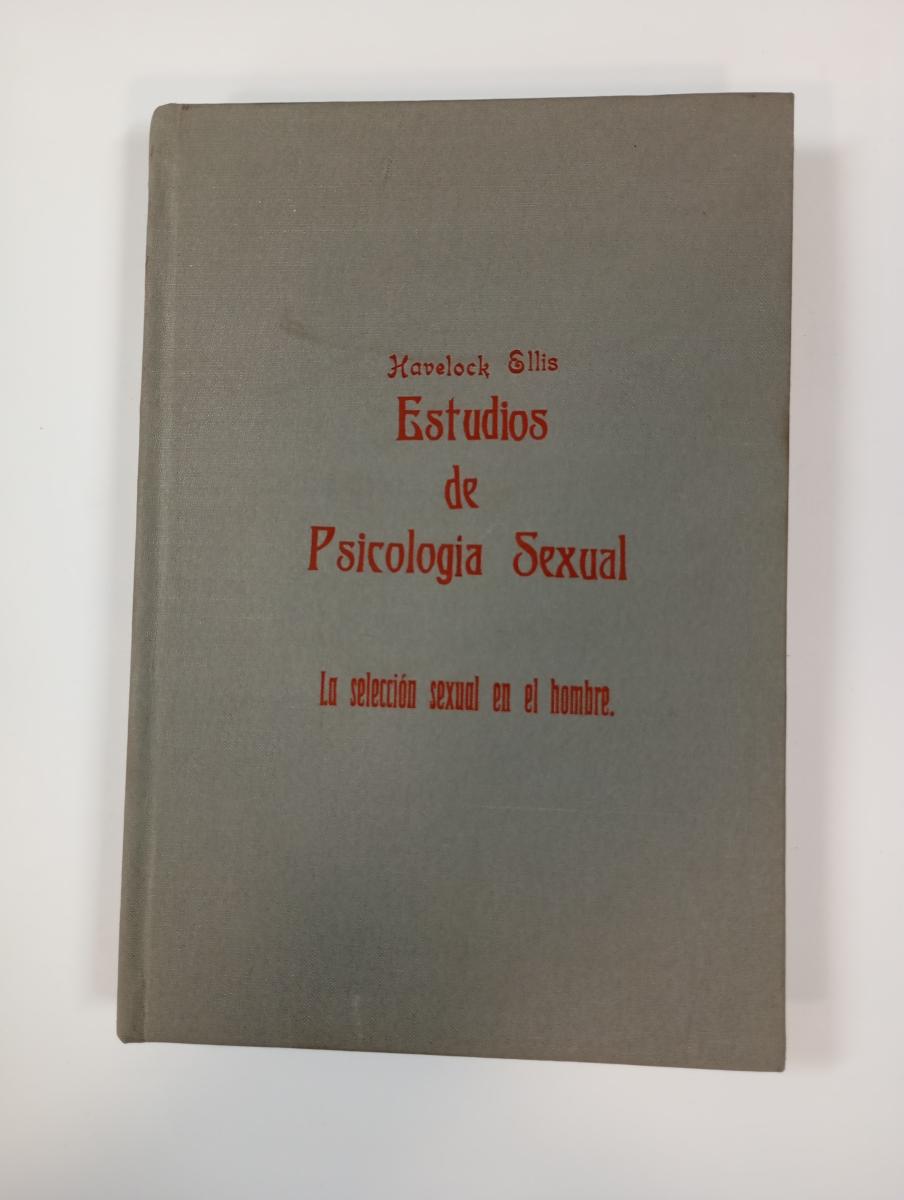 Havelock Ellis
Estudios
de
Psicologia Sexual
La selección sexual en el hombre.